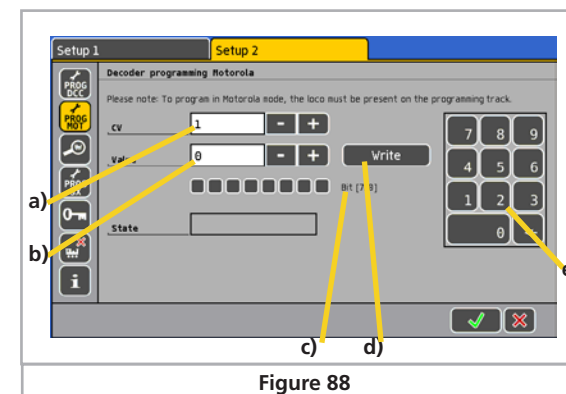 Setup 1 Setup 2
Decoder programming Motorola
Please note: To program in Motorola mode, the loco must be present on the programming track.
PROG DCC
PROG MOT
CV 1 - +
Value 0 - + Write
Bit [7..0]
PROG
State
i
7 8 9
4 5 6
1 2 3
0
a)
b)
c) d)
e
Figure 88